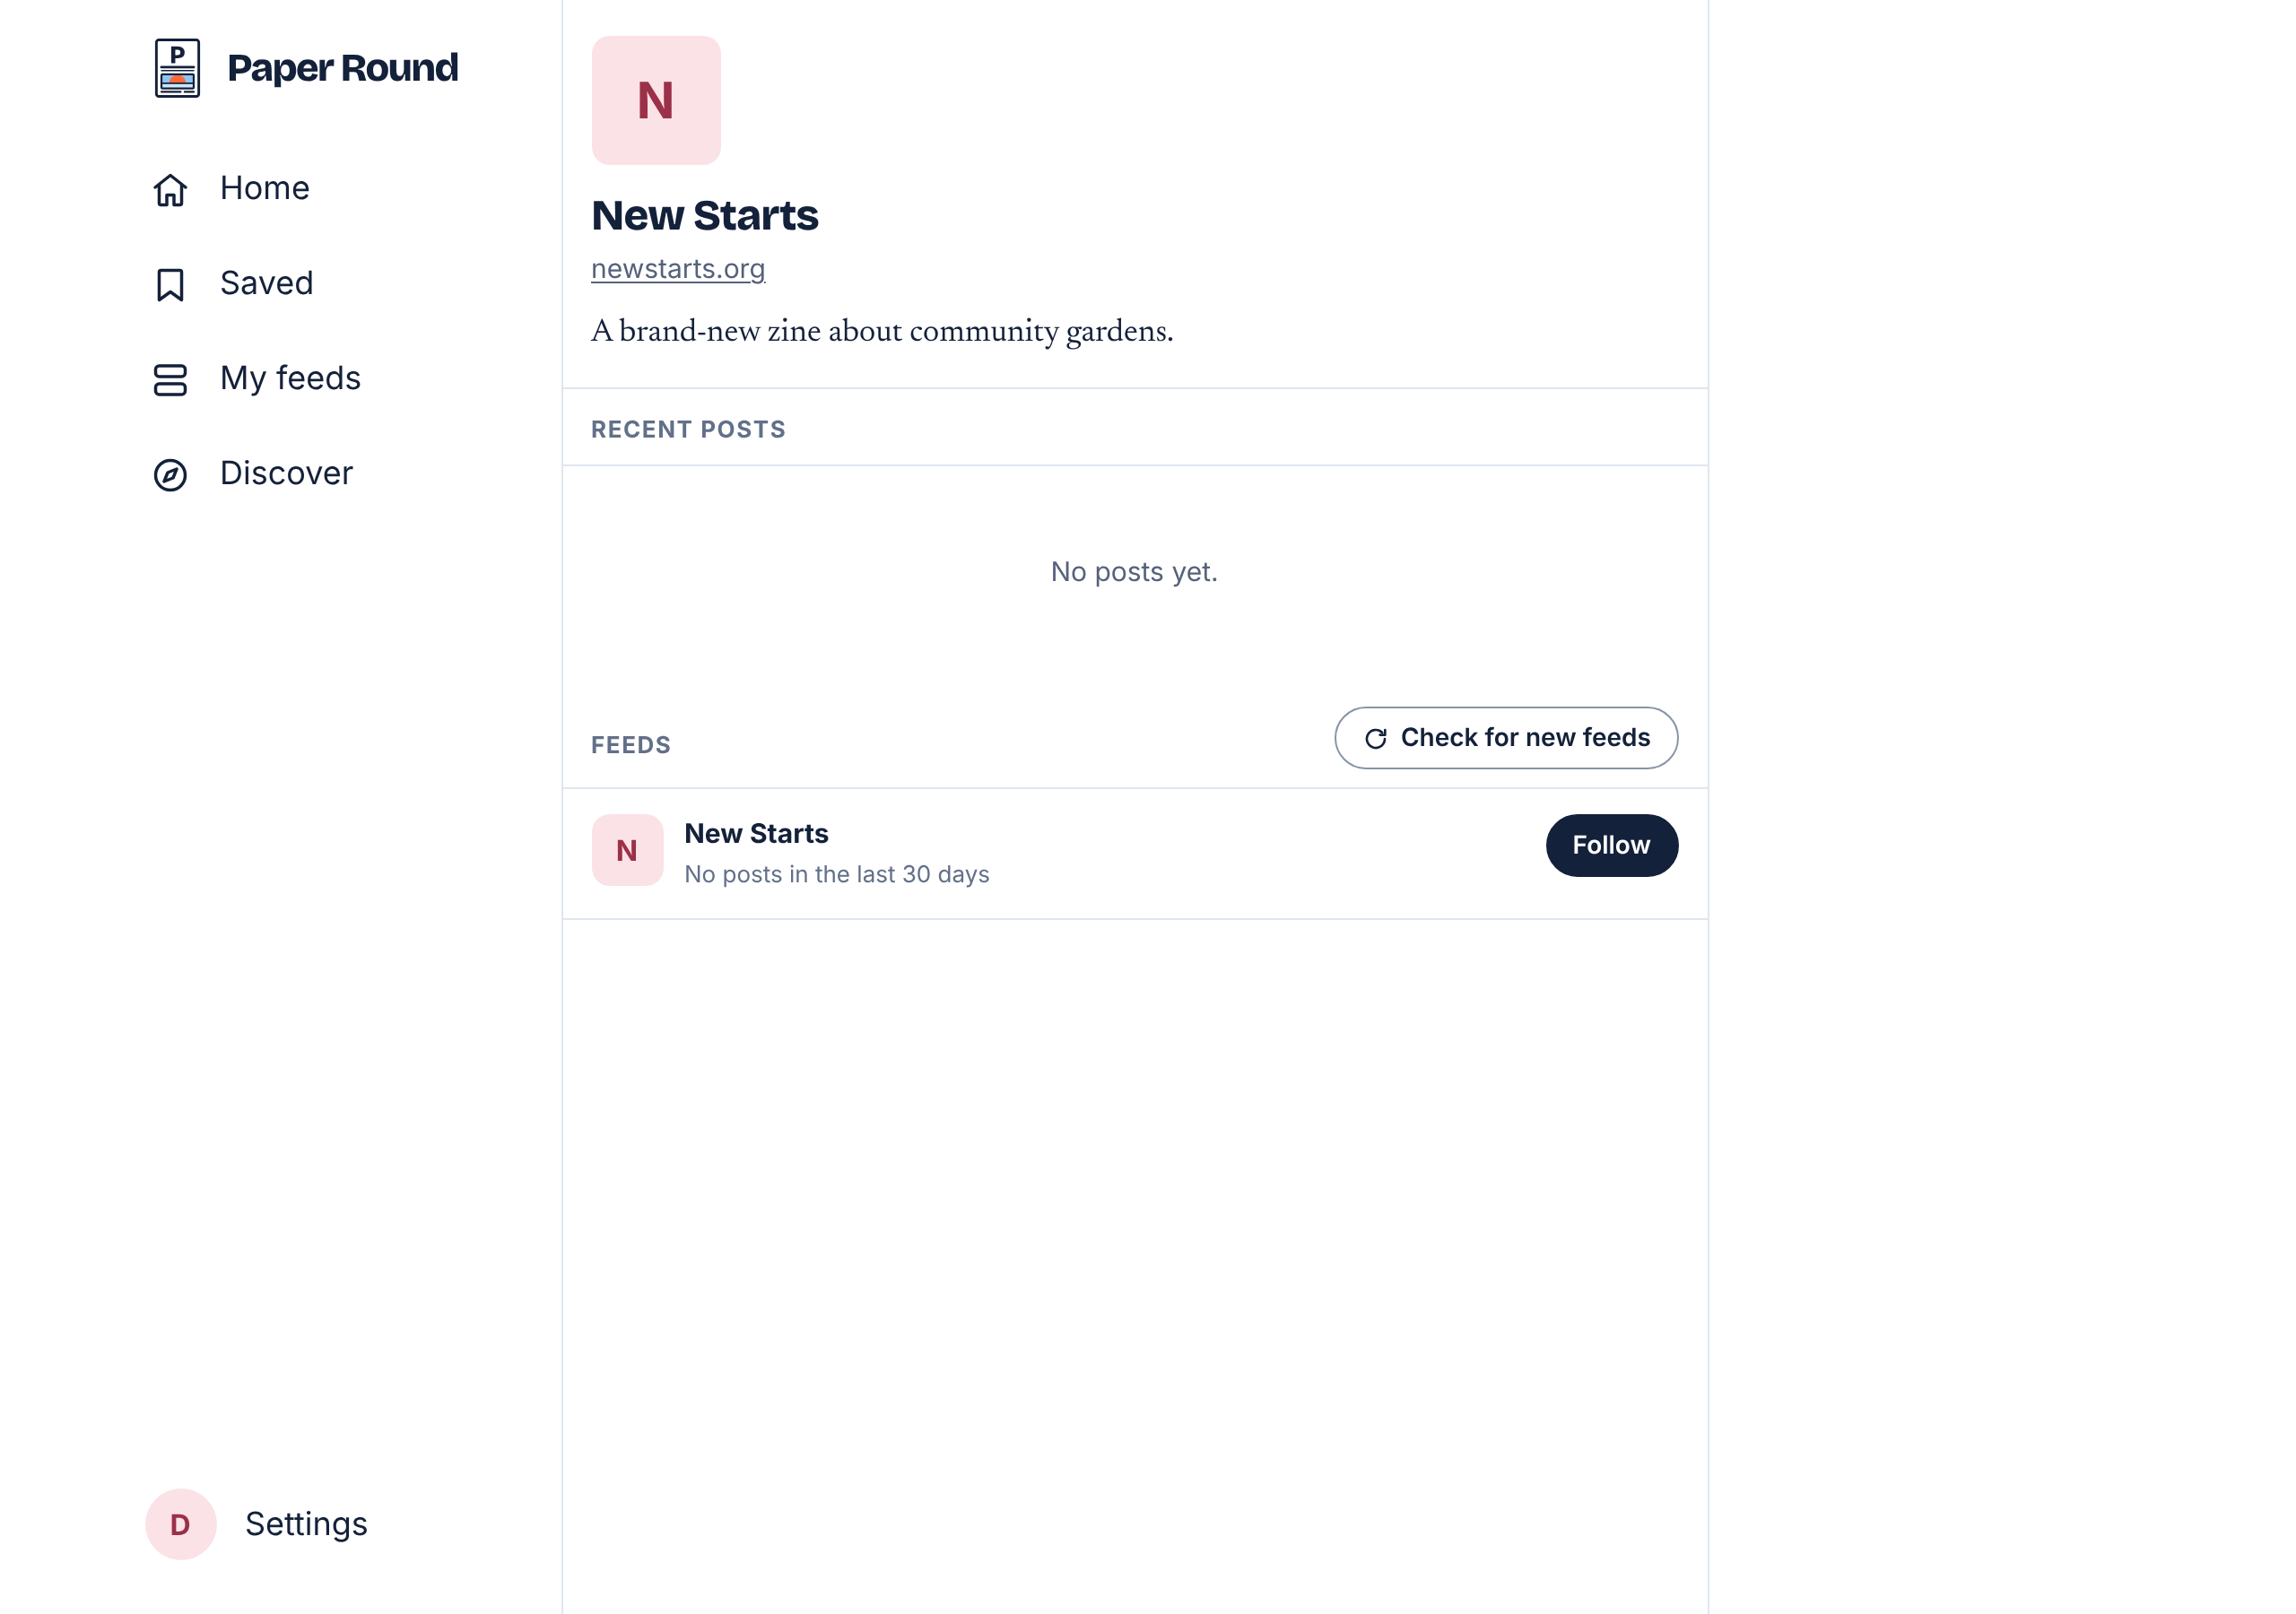 P
Paper Round
Home
Saved
My feeds
Discover
D
Settings
N
New Starts
newstarts.org
A brand-new zine about community gardens.
RECENT POSTS
No posts yet.
FEEDS
Check for new feeds
N
New Starts
No posts in the last 30 days
Follow